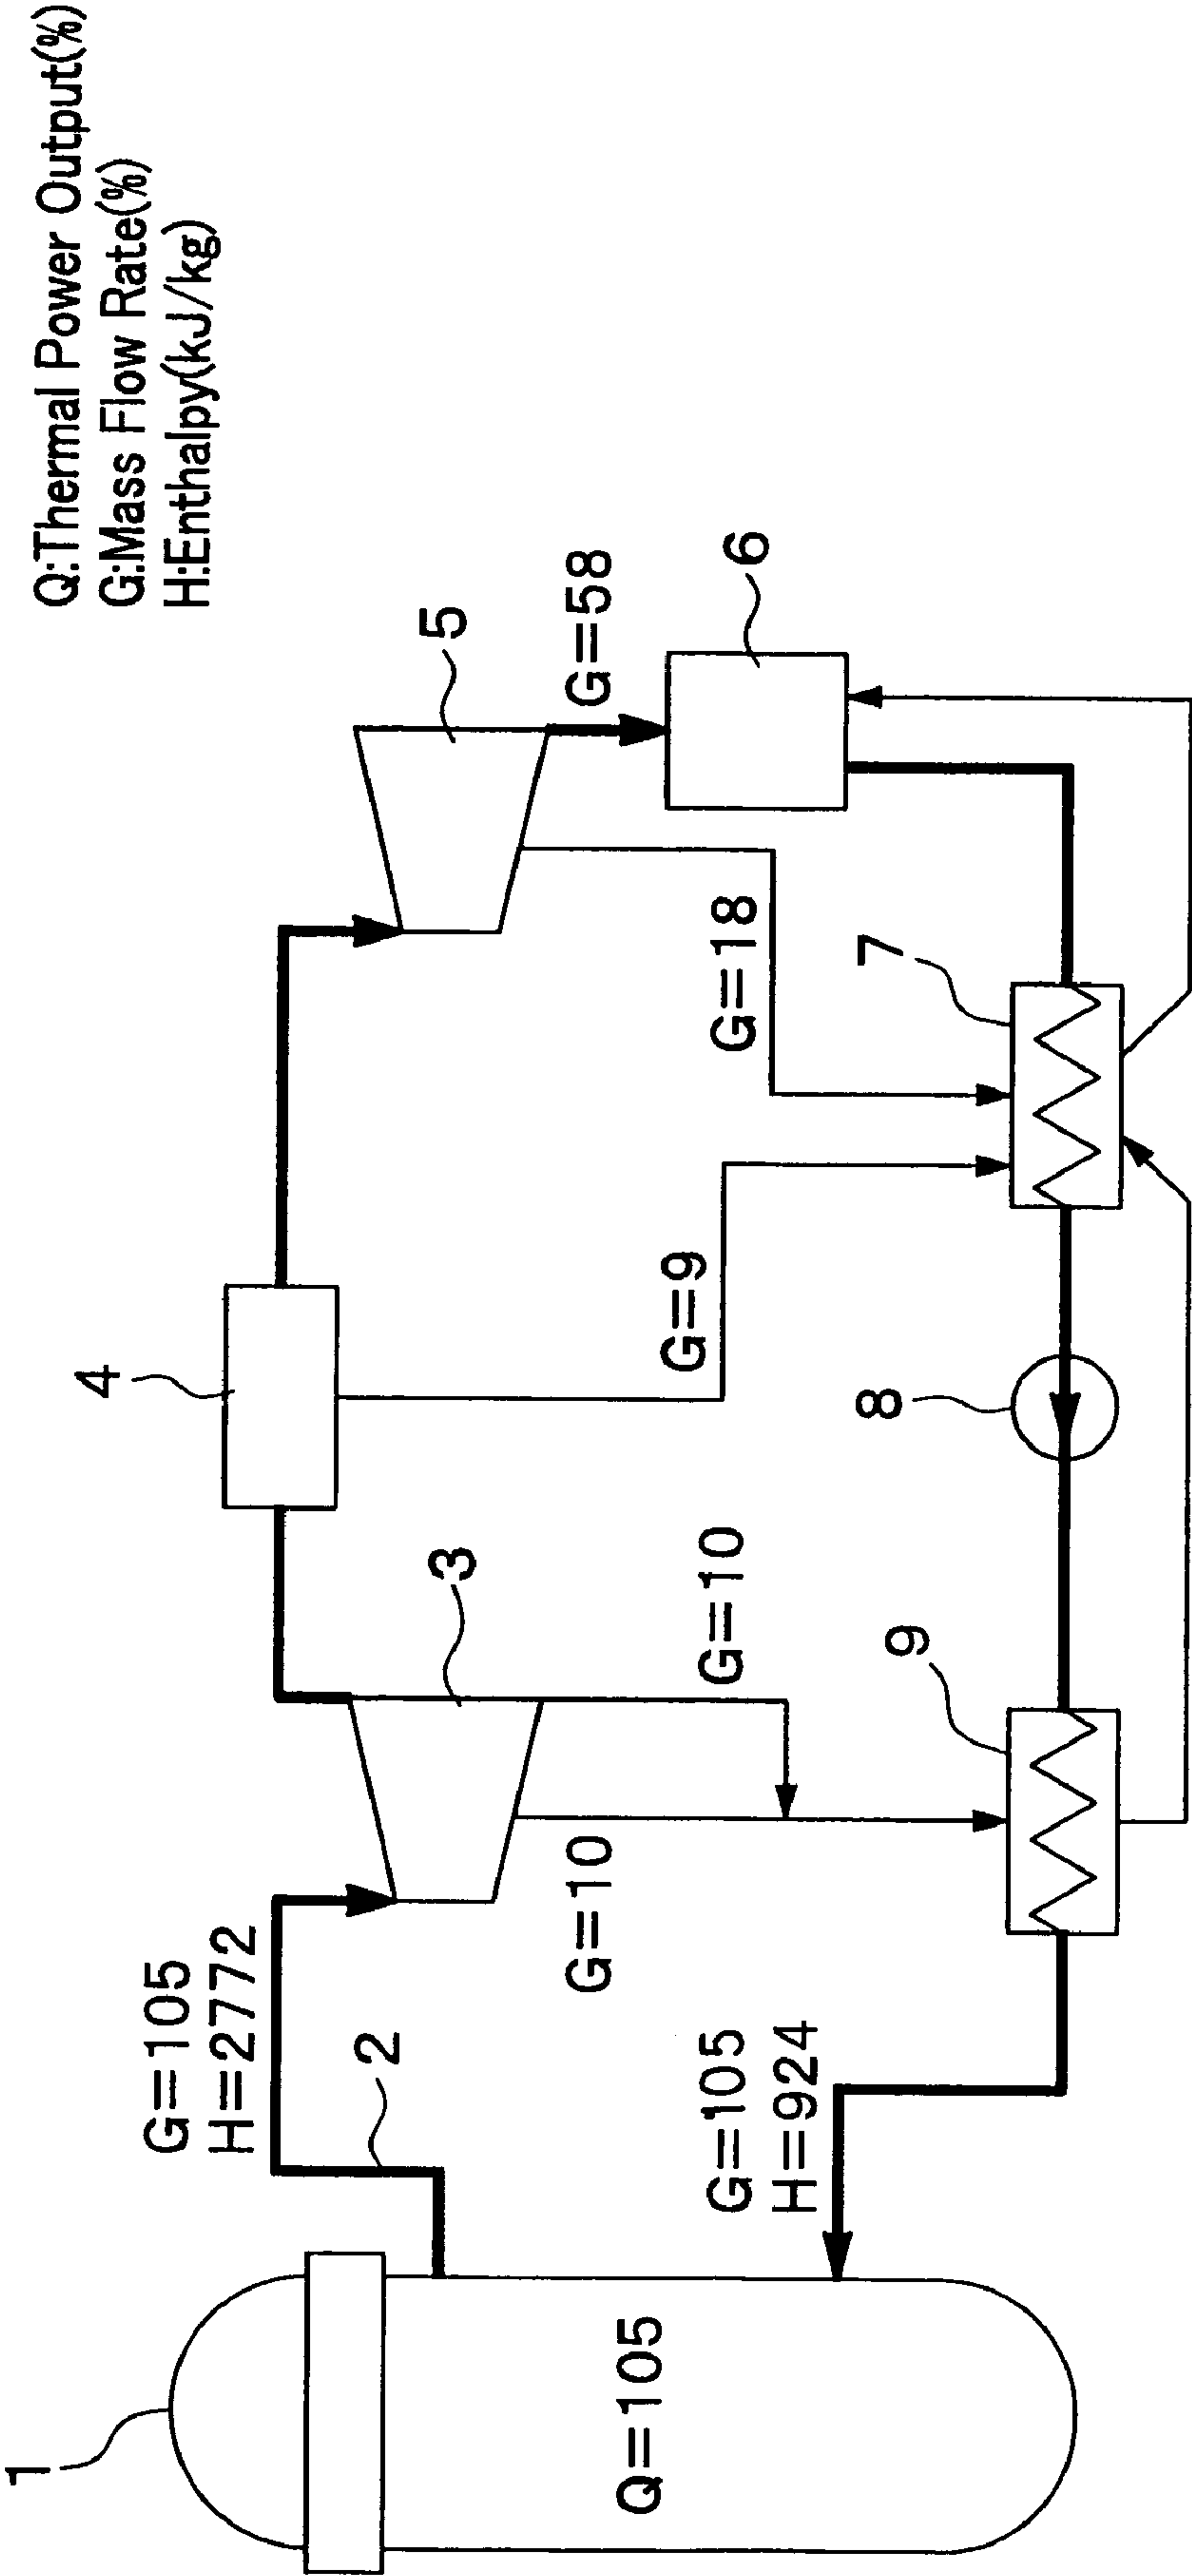 Q:Thermal Power Output(%)
G:Mass Flow Rate(%)
H:Enthalpy(kJ/kg)
1
Q=105
2
G=105
H=2772
3
G=10
G=10
4
G=9
5
G=58
G=18
6
7
8
9
G=105
H=924